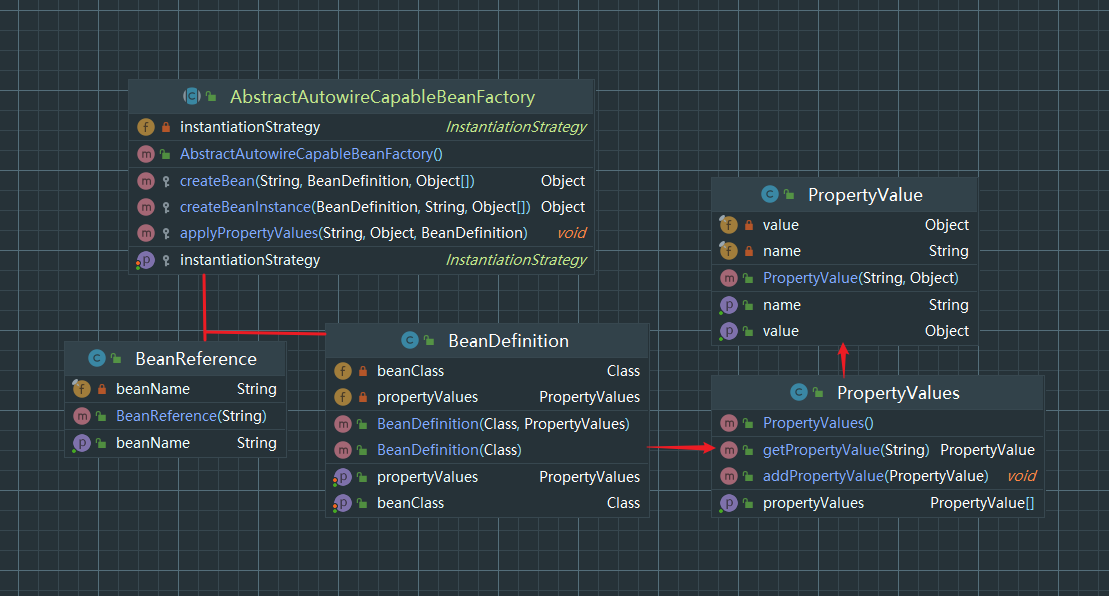 AbstractAutowireCapableBeanFactory
instantiationStrategy InstantiationStrategy
AbstractAutowireCapableBeanFactory()
createBean(String, BeanDefinition, Object[]) Object
createBeanInstance(BeanDefinition, String, Object[]) Object
applyPropertyValues(String, Object, BeanDefinition) void
instantiationStrategy InstantiationStrategy
BeanReference
beanName String
BeanReference(String)
beanName String
BeanDefinition
beanClass Class
propertyValues PropertyValues
BeanDefinition(Class, PropertyValues)
BeanDefinition(Class)
propertyValues PropertyValues
beanClass Class
PropertyValue
value Object
name String
PropertyValue(String, Object)
name String
value Object
PropertyValues
PropertyValues()
getPropertyValue(String) PropertyValue
addPropertyValue(PropertyValue) void
propertyValues PropertyValue[]